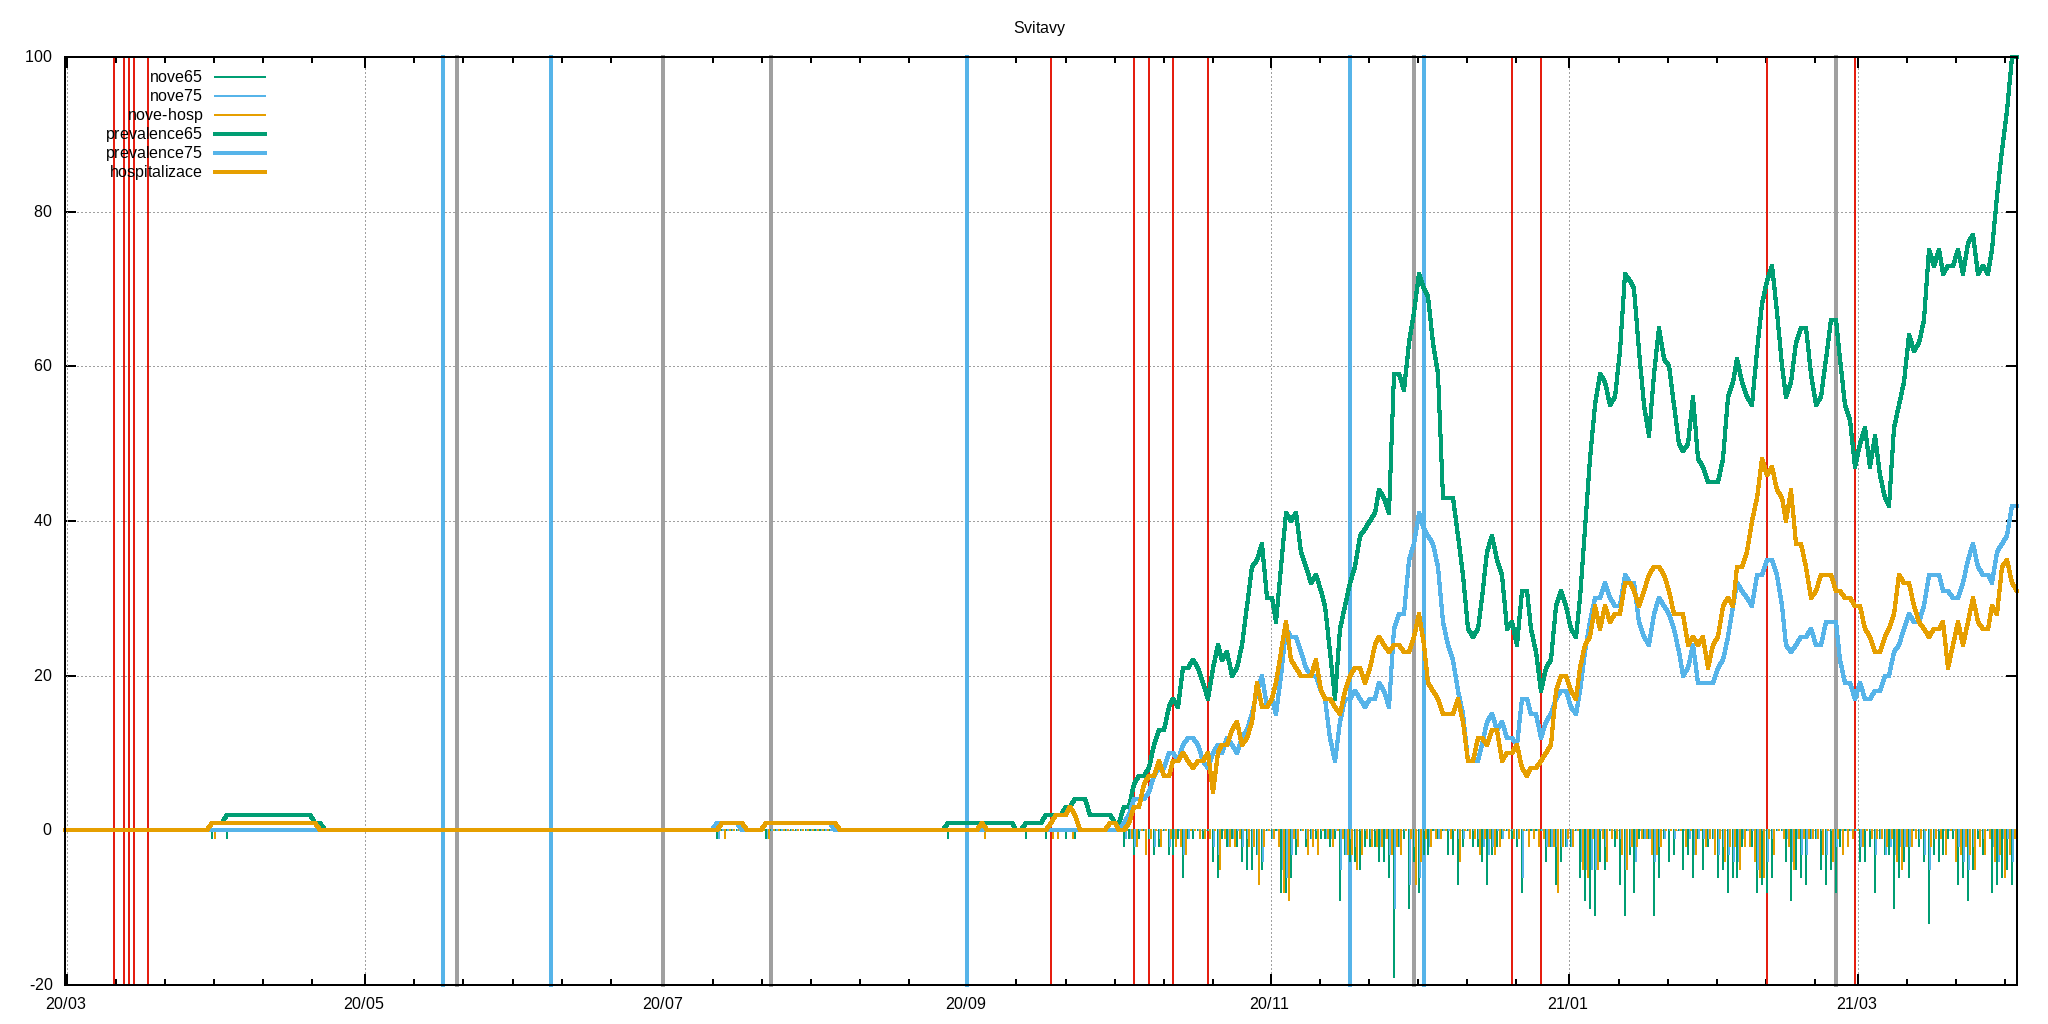 Svitavy
100
nove65
nove75
nove-hosp
prevalence65
prevalence75
hospitalizace
80
60
40
20
0
-20
20/03 20/05 20/07 20/09 20/11 21/01 21/03